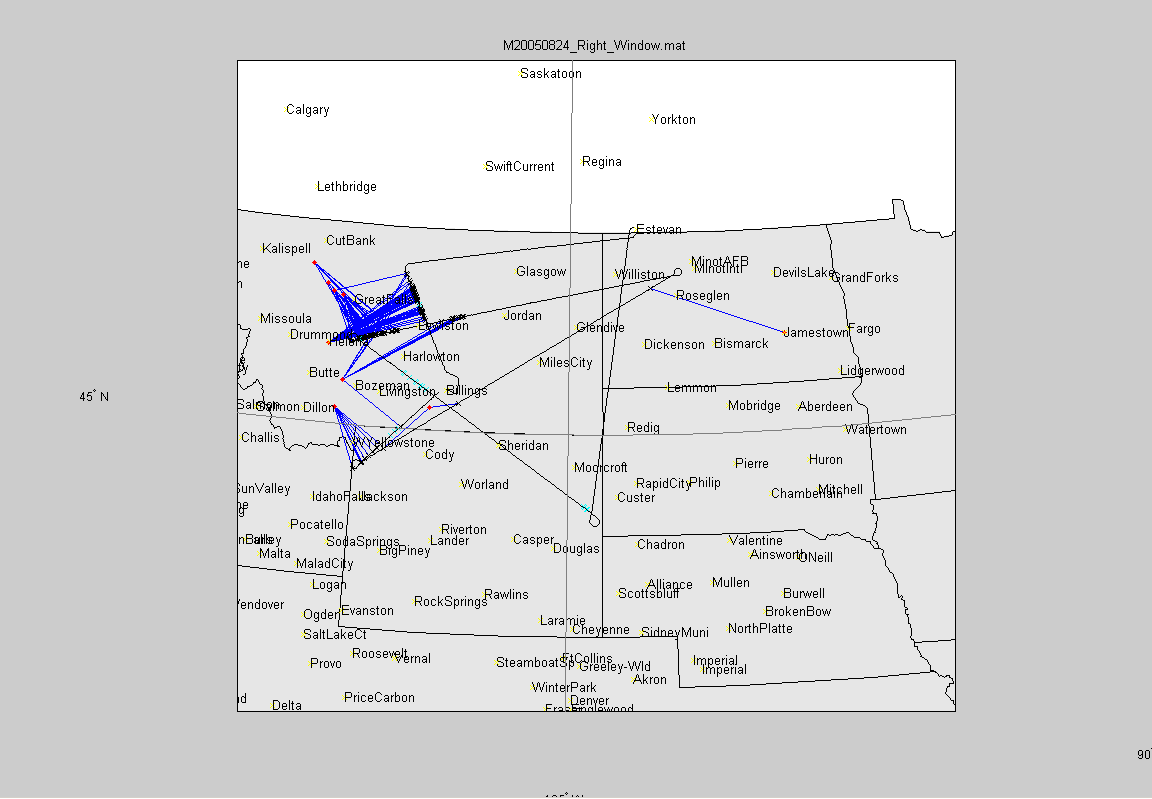 M20050824_Right_Window.mat
Saskatoon
Calgary
Yorkton
Regina
SwiftCurrent
Lethbridge
Estevan
CutBank
Kalispell
MinotAFB
MinotIntl
Glasgow
Williston
DevilsLake
GrandForks
Roseglen
Jordan
Missoula
Lewiston
Glendive
Fargo
Drummond
Helena
Jamestown
Dickenson
Bismarck
Harlowton
MilesCity
Butte
Lidgerwood
Bozeman
Livingston
Billings
Lemmon
45° N
Salmon
Dillon
Mobridge
Aberdeen
Redig
Watertown
Challis
WYellowstone
Sheridan
Cody
Huron
Pierre
Moorcroft
Worland
RapidCity
Philip
SunValley
IdahoFalls
Jackson
Custer
Chamberlain
Mitchell
Pocatello
Riverton
SodaSprings
Lander
Casper
Valentine
Chadron
BigPiney
Douglas
Malta
Ainsworth
ONeill
MaladCity
Logan
Alliance
Mullen
Rawlins
Scottsbluff
Burwell
RockSprings
Evanston
BrokenBow
Ogden
Laramie
Cheyenne
SidneyMuni
NorthPlatte
SaltLakeCt
Roosevelt
Vernal
Provo
FtCollins
Greeley-Wld
Imperial
Imperial
Akron
WinterPark
PriceCarbon
Denver
Delta
90°